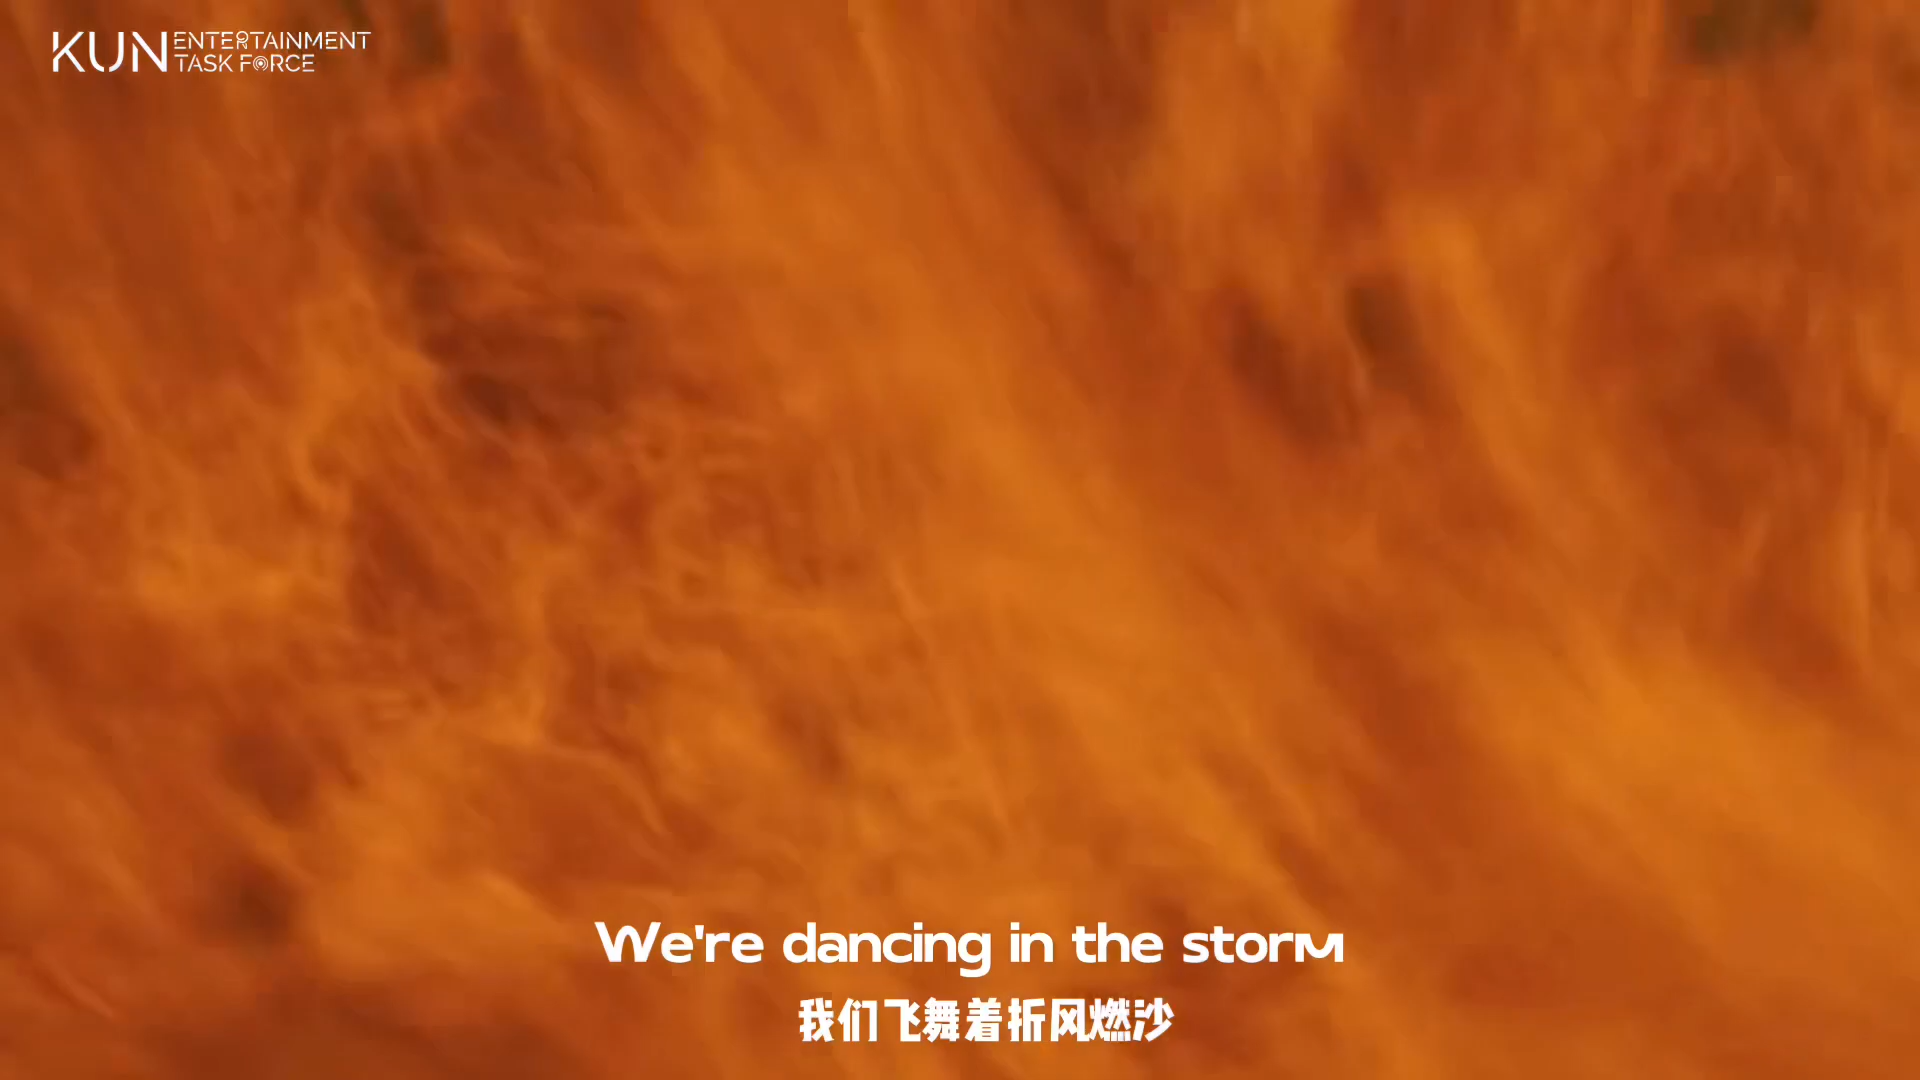 KUN ENTERTAINMENT
TASK FORCE
We're dancing in the storm
我们飞舞着折风燃沙